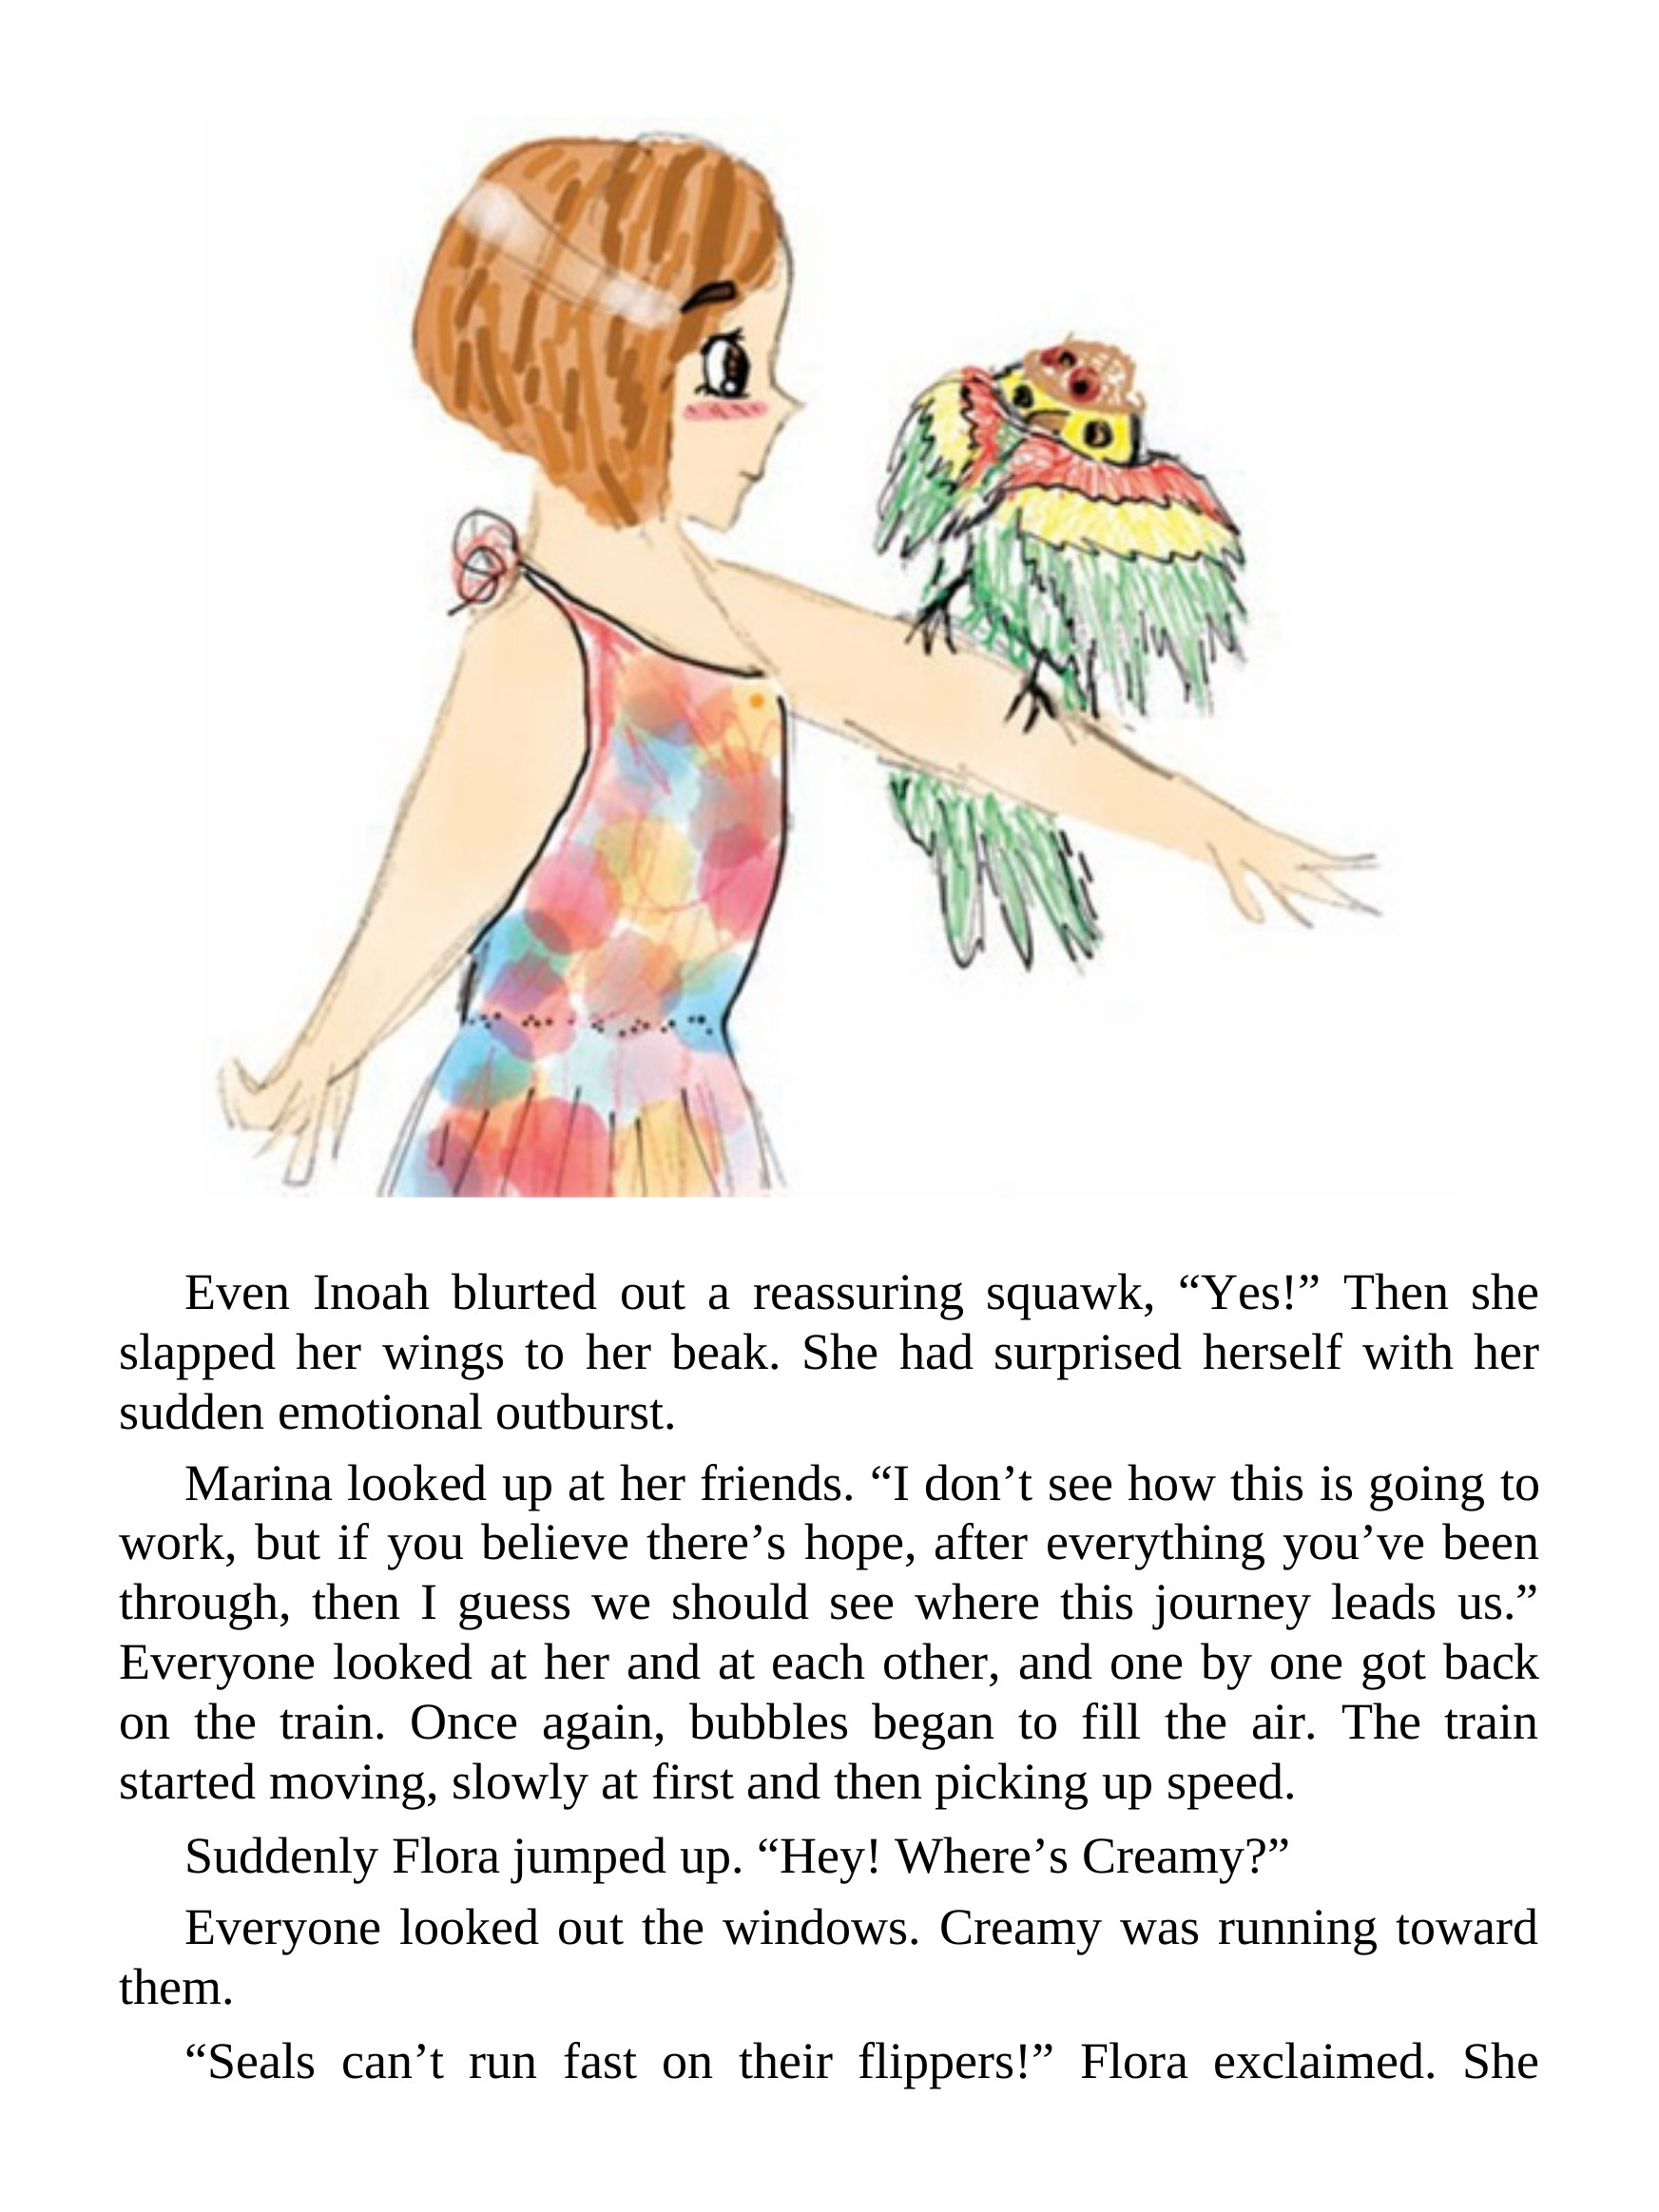 Even Inoah blurted out a reassuring squawk, “Yes!” Then she
slapped her wings to her beak. She had surprised herself with her
sudden emotional outburst.
Marina looked up at her friends. “I don’t see how this is going to
work, but if you believe there’s hope, after everything you’ve been
through, then I guess we should see where this journey leads us.”
Everyone looked at her and at each other, and one by one got back
on the train. Once again, bubbles began to fill the air. The train
started moving, slowly at first and then picking up speed.
Suddenly Flora jumped up. “Hey! Where’s Creamy?”
Everyone looked out the windows. Creamy was running toward
them.
“Seals can’t run fast on their flippers!” Flora exclaimed. She